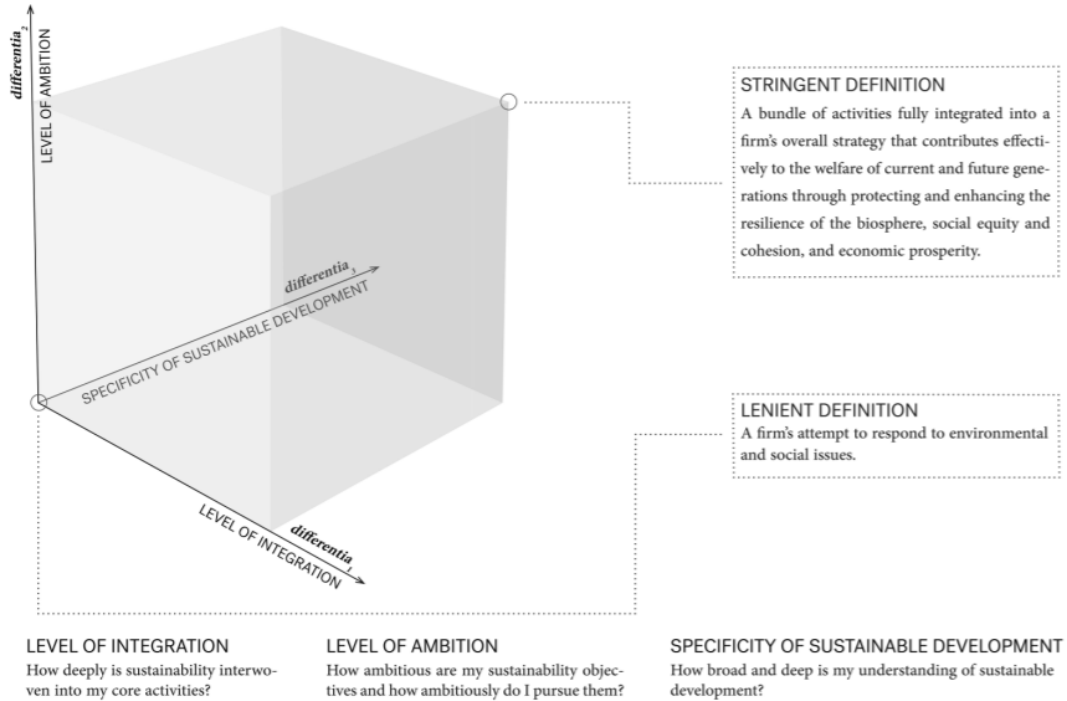 differentia₂
LEVEL OF AMBITION
STRINGENT DEFINITION
A bundle of activities fully integrated into a
firm's overall strategy that contributes effecti-
vely to the welfare of current and future gene-
rations through protecting and enhancing the
resilience of the biosphere, social equity and
cohesion, and economic prosperity.
differentia₃
SPECIFICITY OF SUSTAINABLE DEVELOPMENT
LENIENT DEFINITION
A firm's attempt to respond to environmental
and social issues.
differentia₁
LEVEL OF INTEGRATION
LEVEL OF INTEGRATION
How deeply is sustainability interwo-
ven into my core activities?
LEVEL OF AMBITION
How ambitious are my sustainability objec-
tives and how ambitiously do I pursue them?
SPECIFICITY OF SUSTAINABLE DEVELOPMENT
How broad and deep is my understanding of sustainable
development?